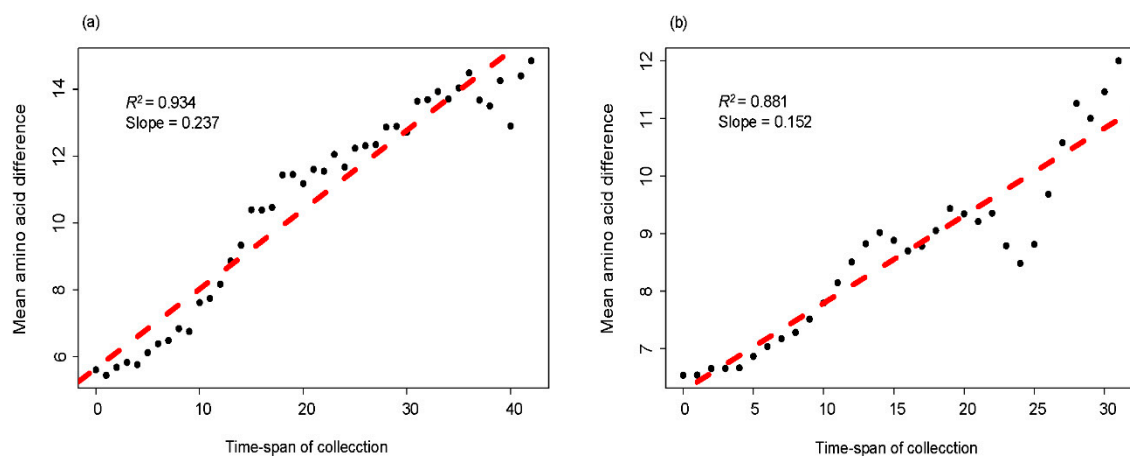 (a)
R² = 0.934
Slope = 0.237
Mean amino acid difference
14
12
10
8
6
0
10
20
30
40
Time-span of collecction
(b)
R² = 0.881
Slope = 0.152
Mean amino acid difference
12
11
10
9
8
7
0
5
10
15
20
25
30
Time-span of collecction